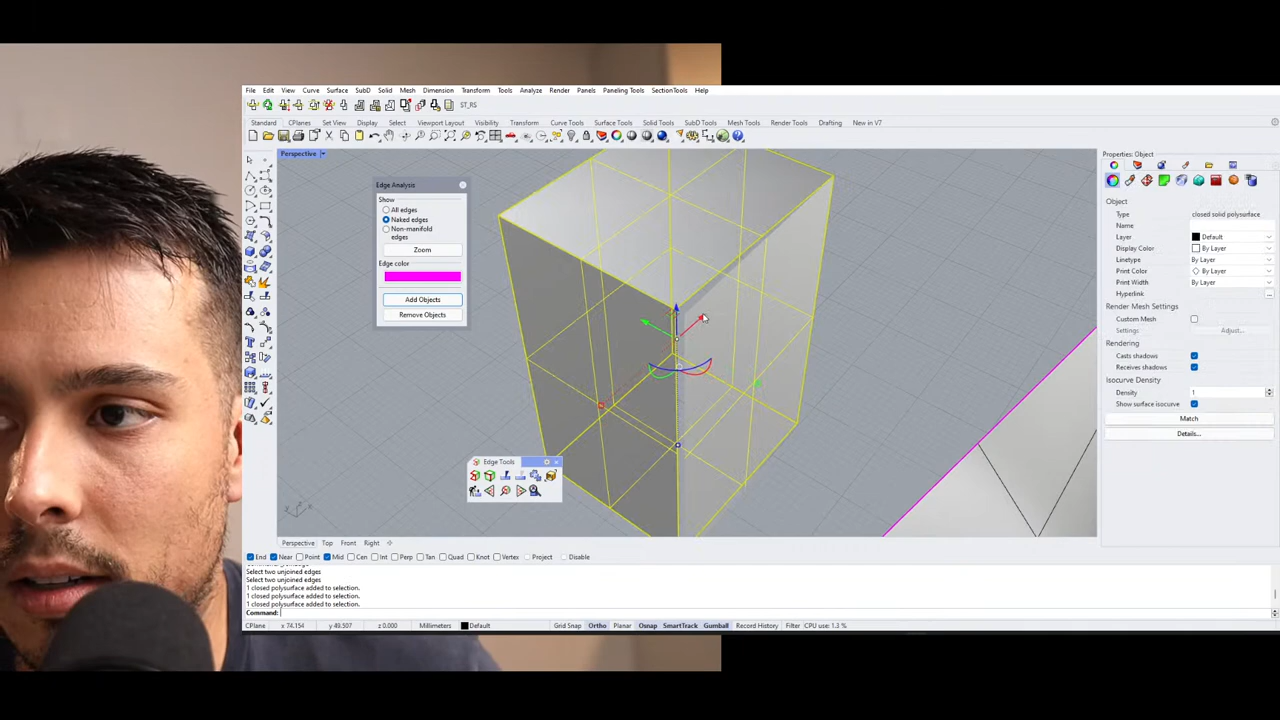 File Edit View Curve Surface SubD Solid Mesh Dimension Transform Tools Analyze Render Panels Paneling Tools SectionTools Help
ST_RS
Standard CPlanes Set View Display Select Viewport Layout Visibility Transform Curve Tools Surface Tools Solid Tools SubD Tools Mesh Tools Render Tools Drafting New in V7
Perspective
Edge Analysis
Show
All edges
Naked edges
Non-manifold
edges
Zoom
Edge color
Add Objects
Remove Objects
Edge Tools
Properties: Object
Object
Type closed solid polysurface
Name
Layer Default
Display Color By Layer
Linetype By Layer
Print Color By Layer
Print Width By Layer
Hyperlink ...
Render Mesh Settings
Custom Mesh
Settings Adjust...
Rendering
Casts shadows
Receives shadows
Isocurve Density
Density 1
Show surface isocurve
Match
Details...
Perspective Top Front Right
End Near Point Mid Cen Int Perp Tan Quad Knot Vertex Project Disable
Select two unjoined edges
Select two unjoined edges
1 closed polysurface added to selection.
1 closed polysurface added to selection.
1 closed polysurface added to selection.
Command:
CPlane x 74.154 y 49.507 z 0.000 Millimeters Default Grid Snap Ortho Planar Osnap SmartTrack Gumball Record History Filter CPU use: 1.3 %